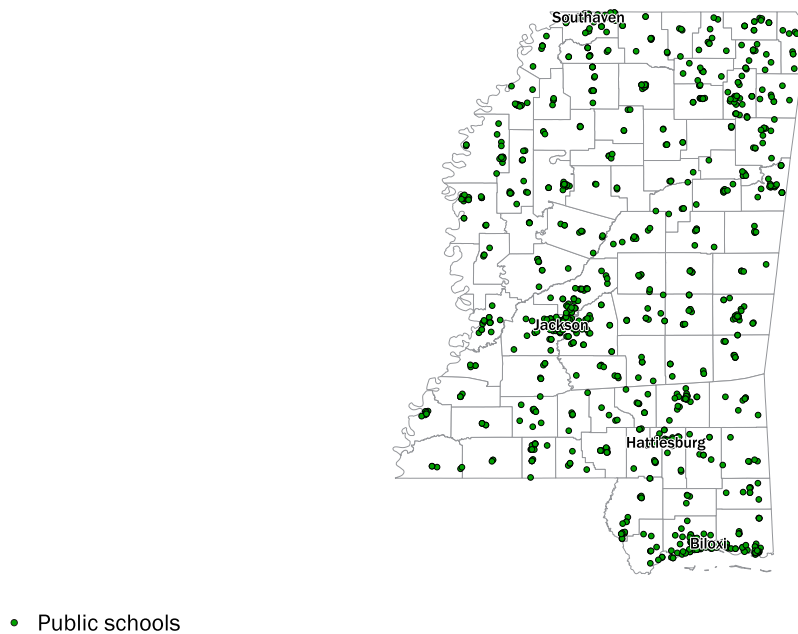 Southaven
Jackson
Hattiesburg
Biloxi
Public schools